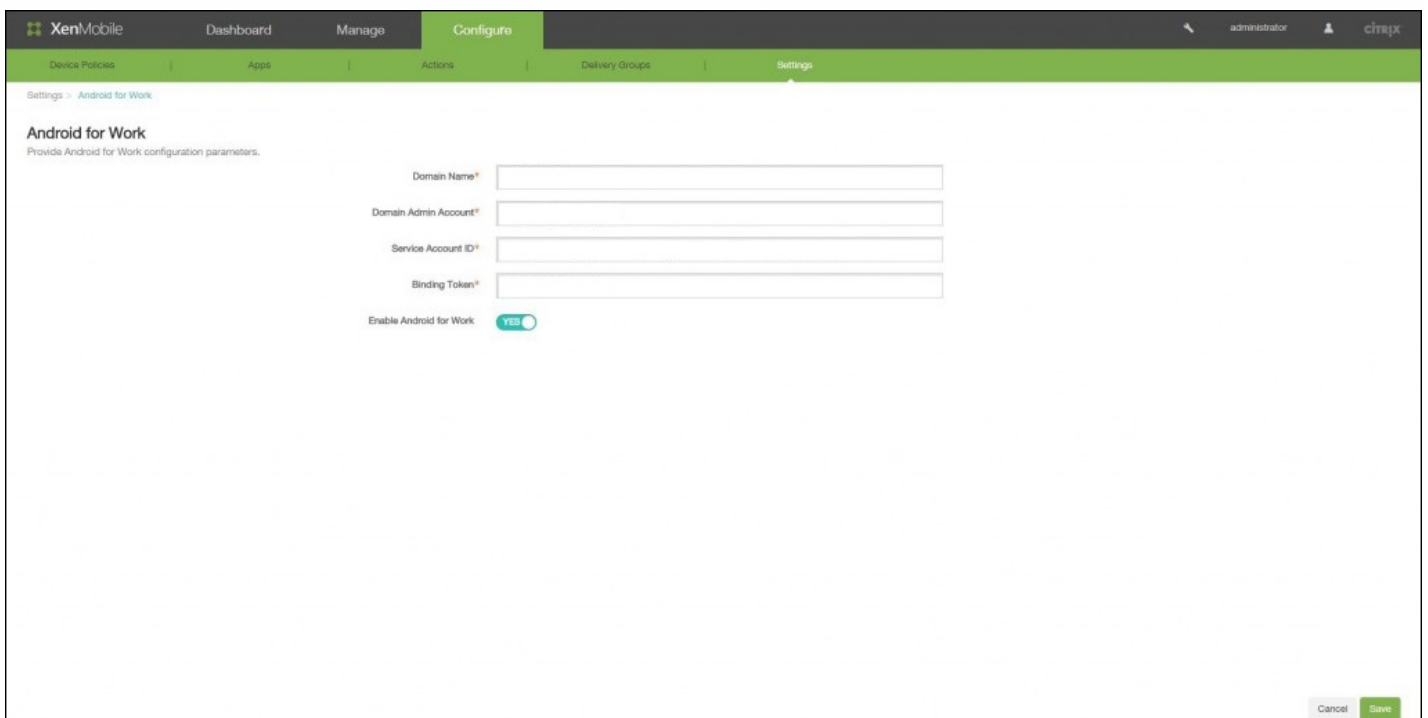 XenMobile Dashboard Manage Configure administrator CITRIX
Device Policies | Apps | Actions | Delivery Groups | Settings
Settings > Android for Work
Android for Work
Provide Android for Work configuration parameters.
Domain Name*
Domain Admin Account*
Service Account ID*
Binding Token*
Enable Android for Work YES
Cancel Save